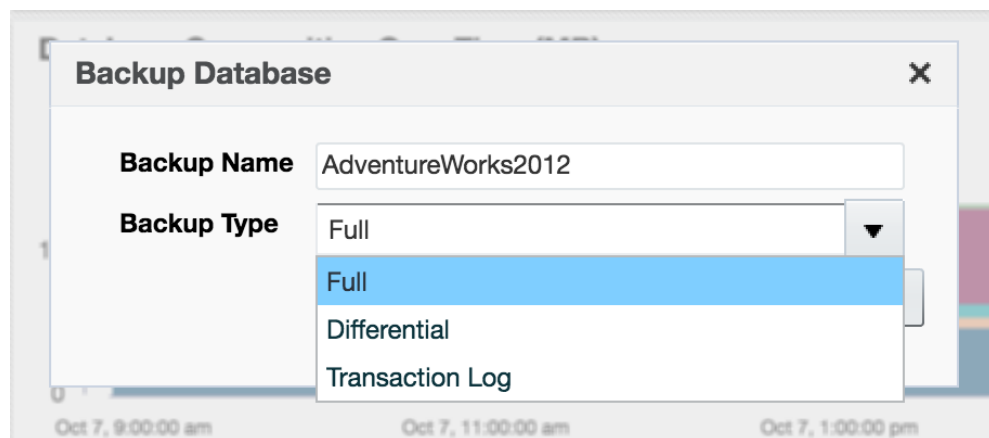 Backup Database
Backup Name AdventureWorks2012
Backup Type Full
Full
Differential
Transaction Log
0
Oct 7, 9:00:00 am Oct 7, 11:00:00 am Oct 7, 1:00:00 pm